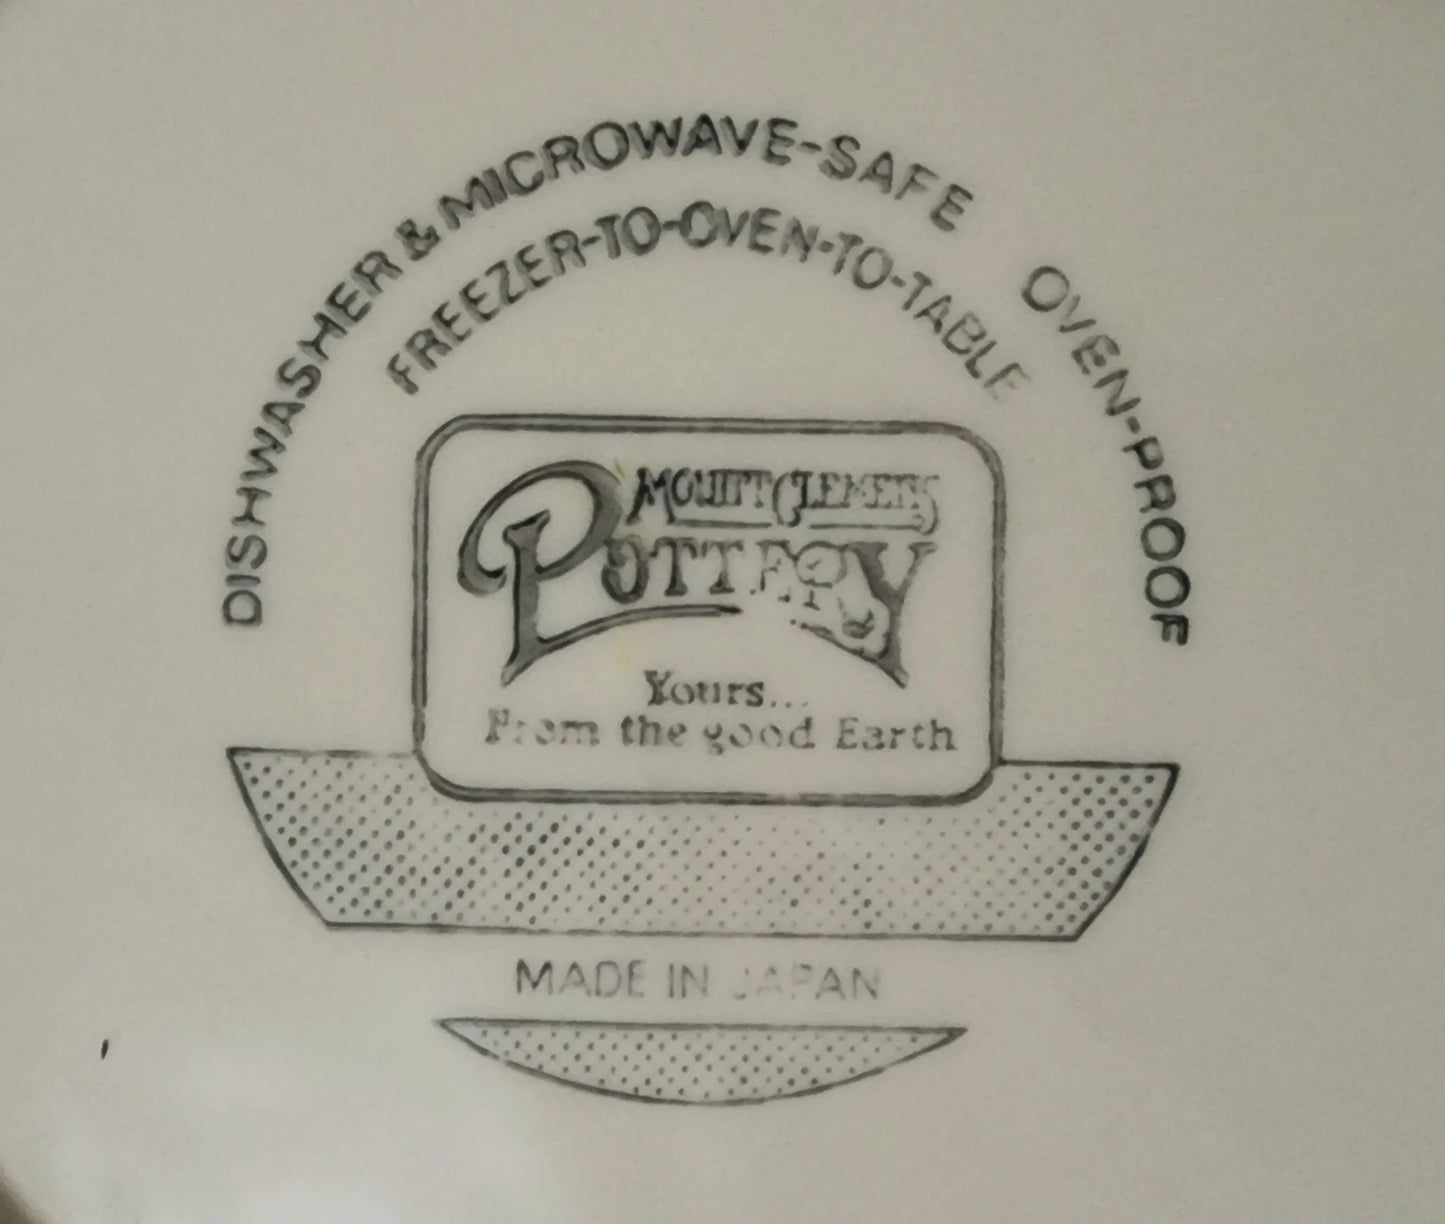 DISHWASHER & MICROWAVE-SAFE OVEN-PROOF
FREEZER-TO-OVEN-TO-TABLE
MOUNT CLEMENS
POTTERY
Yours...
From the good Earth
MADE IN JAPAN